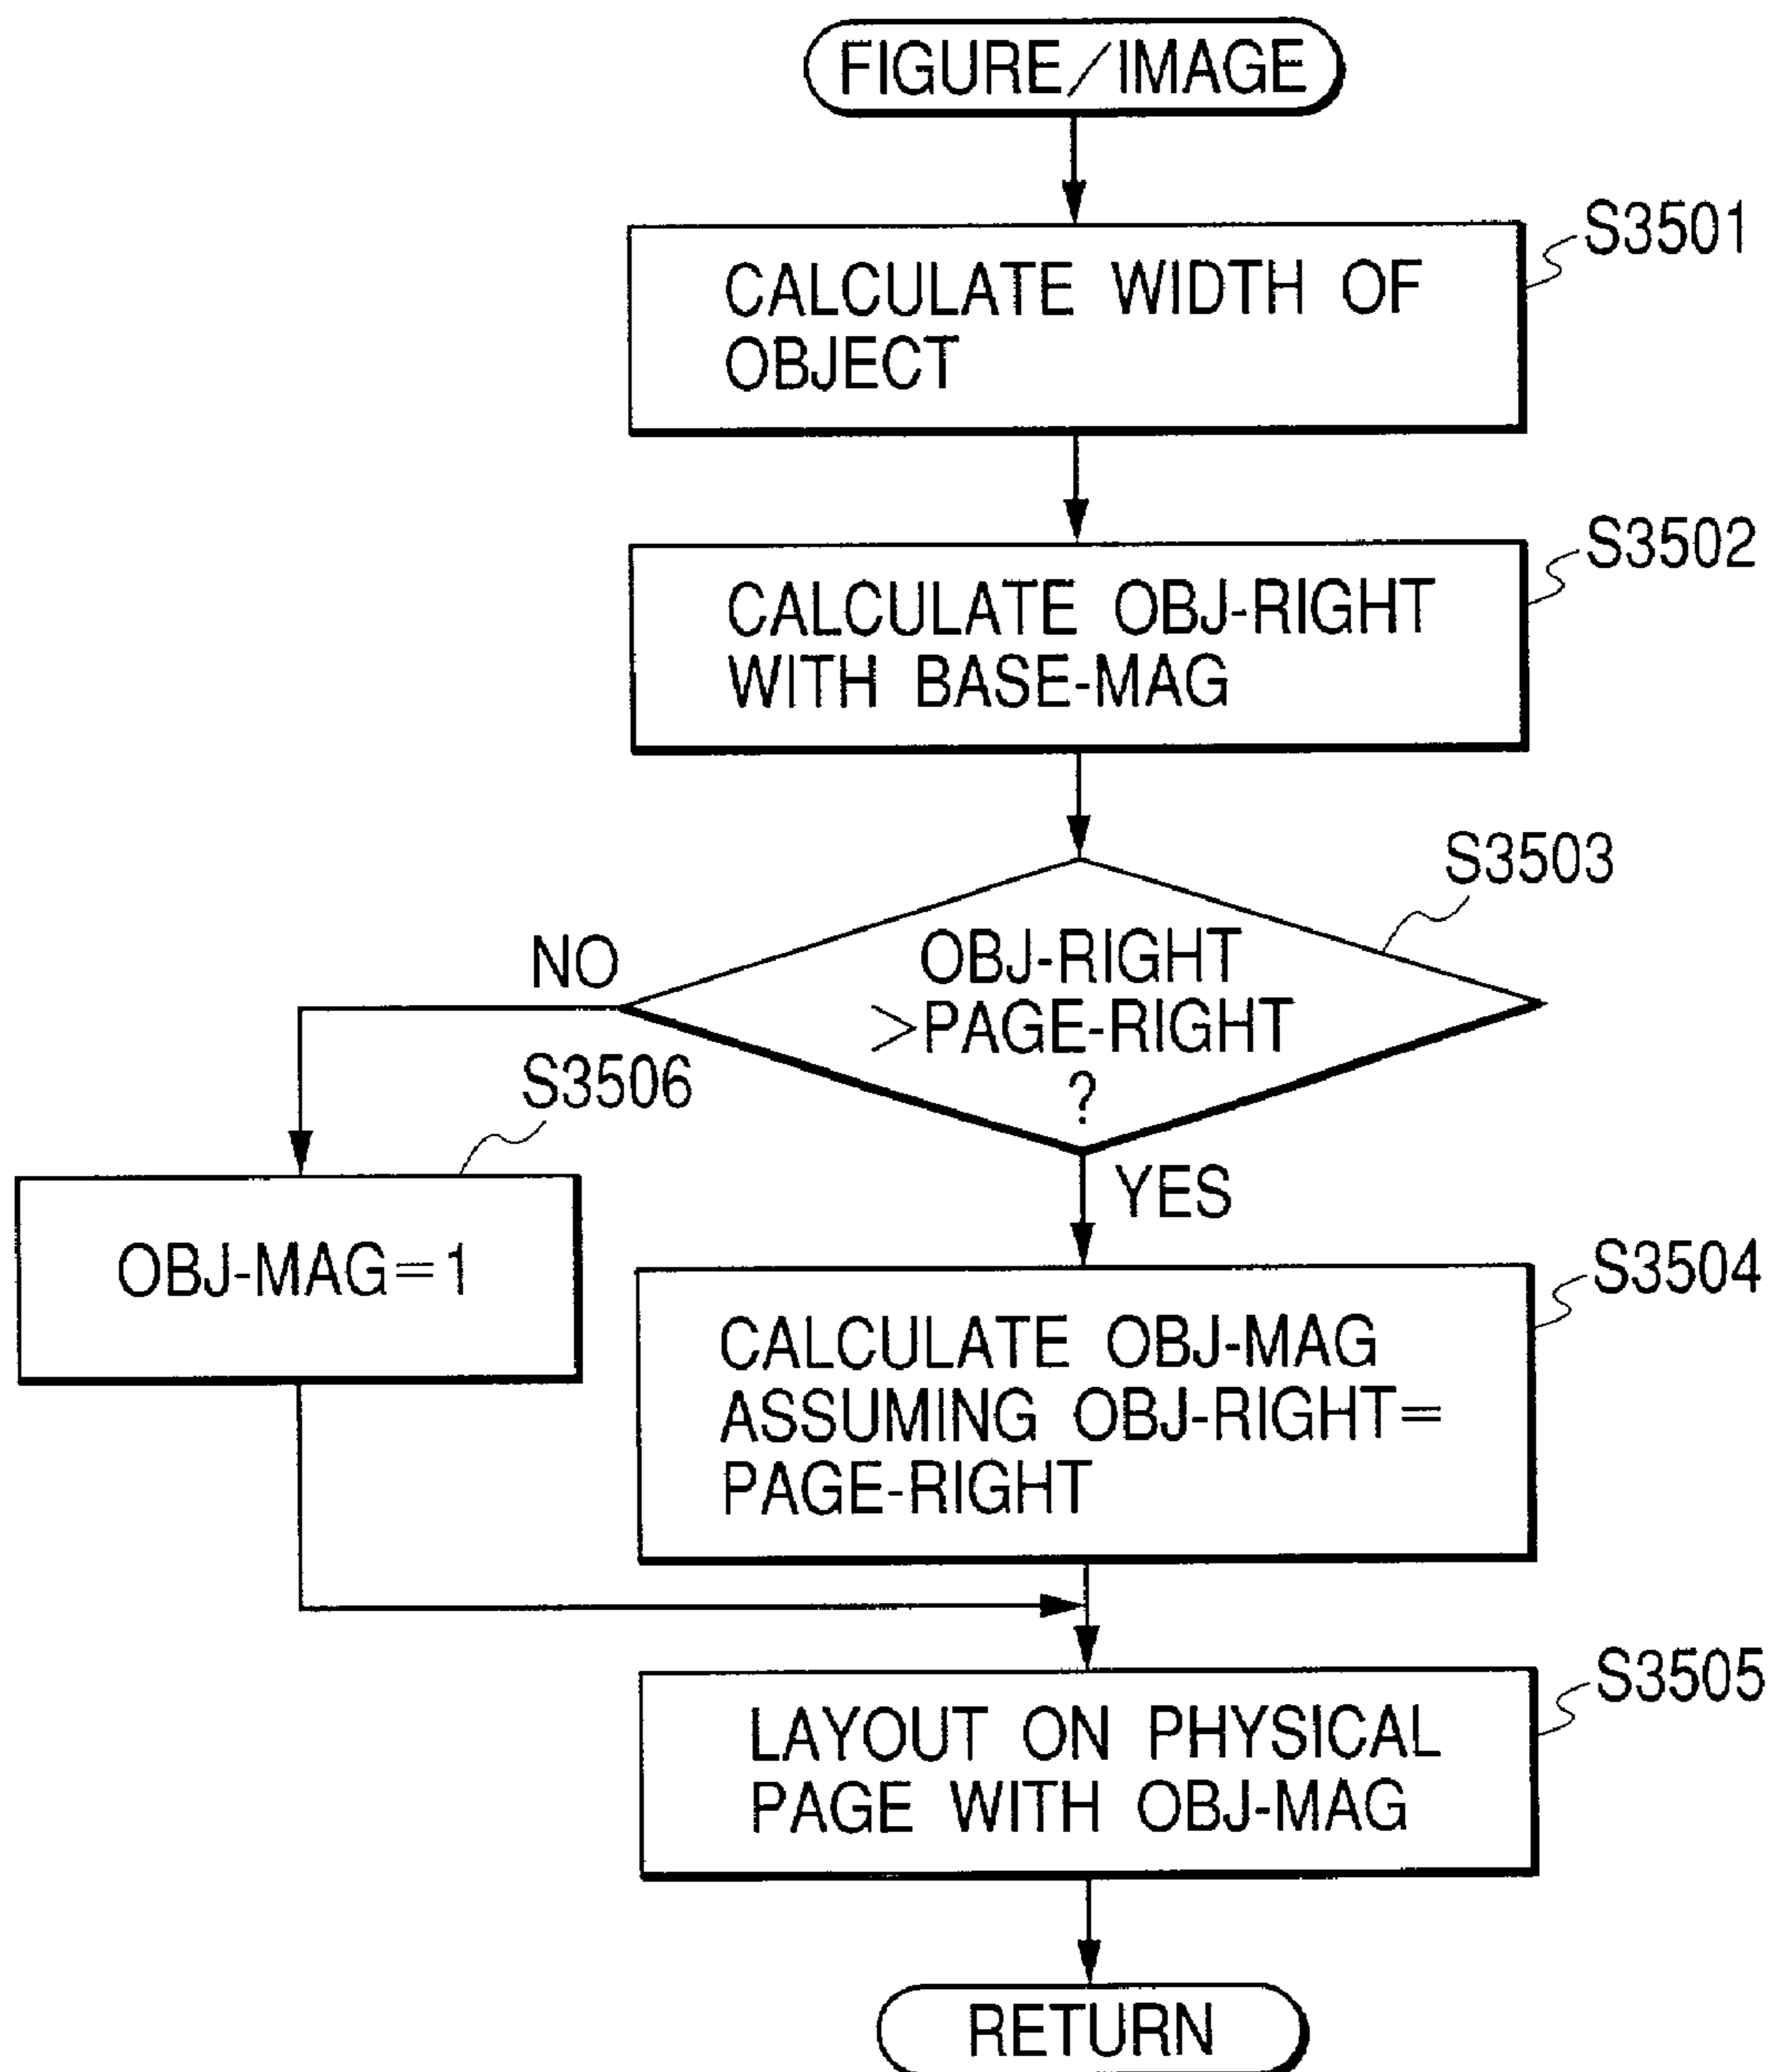 FIGURE/IMAGE
S3501
CALCULATE WIDTH OF
OBJECT
S3502
CALCULATE OBJ-RIGHT
WITH BASE-MAG
S3503
OBJ-RIGHT
>PAGE-RIGHT
?
NO
YES
S3506
OBJ-MAG=1
S3504
CALCULATE OBJ-MAG
ASSUMING OBJ-RIGHT=
PAGE-RIGHT
S3505
LAYOUT ON PHYSICAL
PAGE WITH OBJ-MAG
RETURN